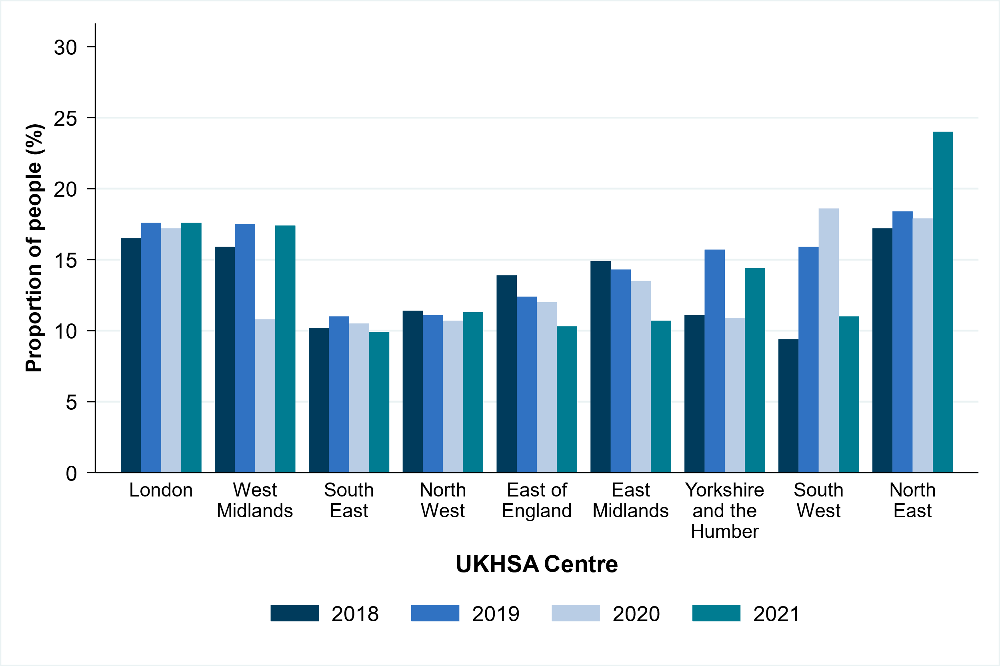 Proportion of people (%)
30
25
20
15
10
5
0
London
West
Midlands
South
East
North
West
East of
England
East
Midlands
Yorkshire
and the
Humber
South
West
North
East
UKHSA Centre
2018
2019
2020
2021